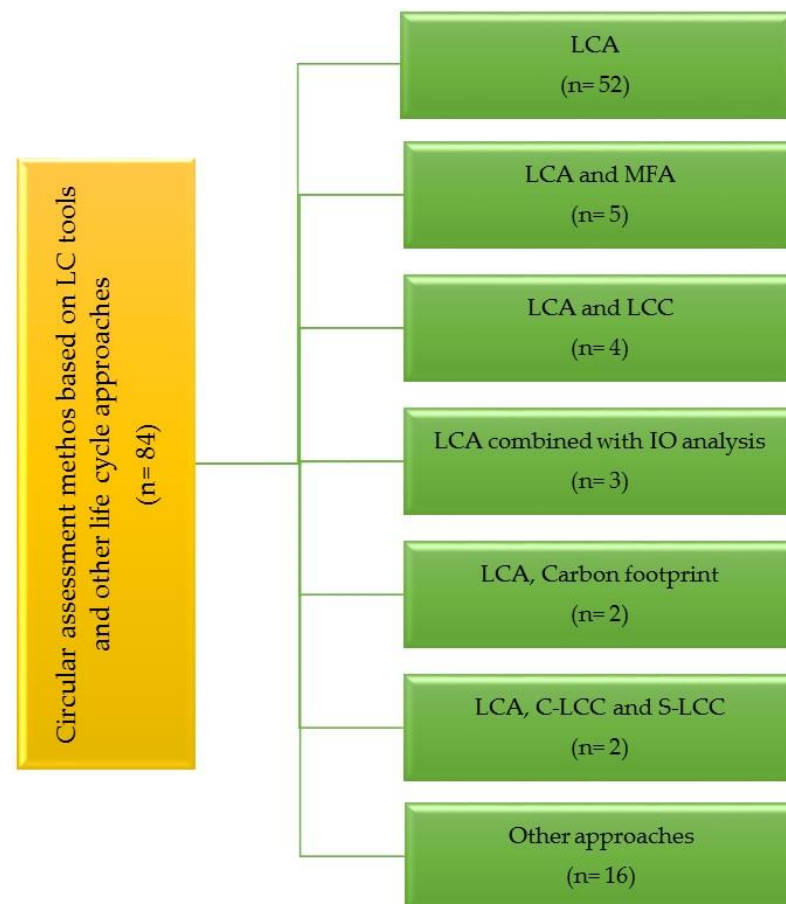 Circular assessment methos based on LC tools
and other life cycle approaches
(n= 84)
LCA
(n= 52)
LCA and MFA
(n= 5)
LCA and LCC
(n= 4)
LCA combined with IO analysis
(n= 3)
LCA, Carbon footprint
(n= 2)
LCA, C-LCC and S-LCC
(n= 2)
Other approaches
(n= 16)